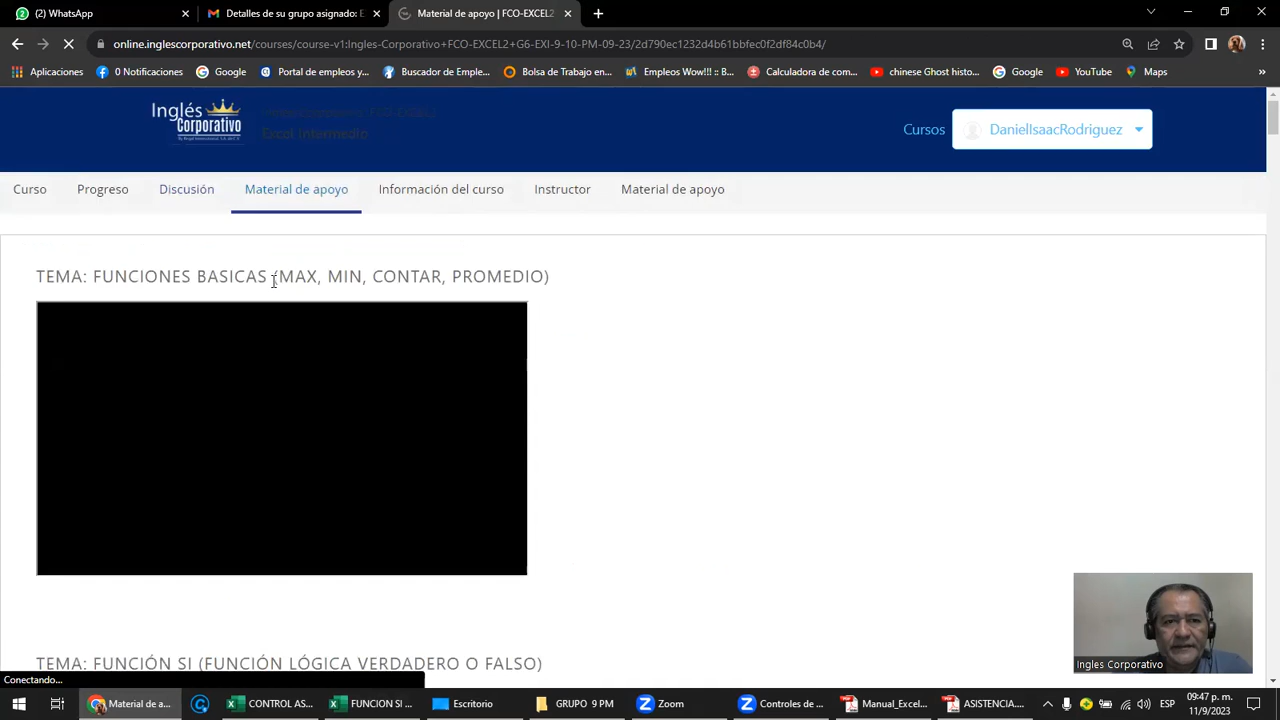 (2) WhatsApp
Detalles de su grupo asignado: E
Material de apoyo | FCO-EXCEL2
online.inglescorporativo.net/courses/course-v1:Ingles-Corporativo+FCO-EXCEL2+G6-EXI-9-10-PM-09-23/2d790ec1232d4b61bbfec0f2df84c0b4/
Aplicaciones
0 Notificaciones
Google
Portal de empleos y...
Buscador de Emple...
Bolsa de Trabajo en...
Empleos Wow!!! :: B...
Calculadora de com...
chinese Ghost histo...
Google
YouTube
Maps
»
Inglés
Corporativo
Excel Intermedio
Cursos
DanielIsaacRodriguez
Curso
Progreso
Discusión
Material de apoyo
Información del curso
Instructor
Material de apoyo
TEMA: FUNCIONES BASICAS (MAX, MIN, CONTAR, PROMEDIO)
TEMA: FUNCIÓN SI (FUNCIÓN LÓGICA VERDADERO O FALSO)
Ingles Corporativo
Conectando...
Material de a...
CONTROL AS...
FUNCION SI ...
Escritorio
GRUPO 9 PM
Zoom
Controles de ...
Manual_Excel...
ASISTENCIA...
ESP
09:47 p. m.
11/9/2023